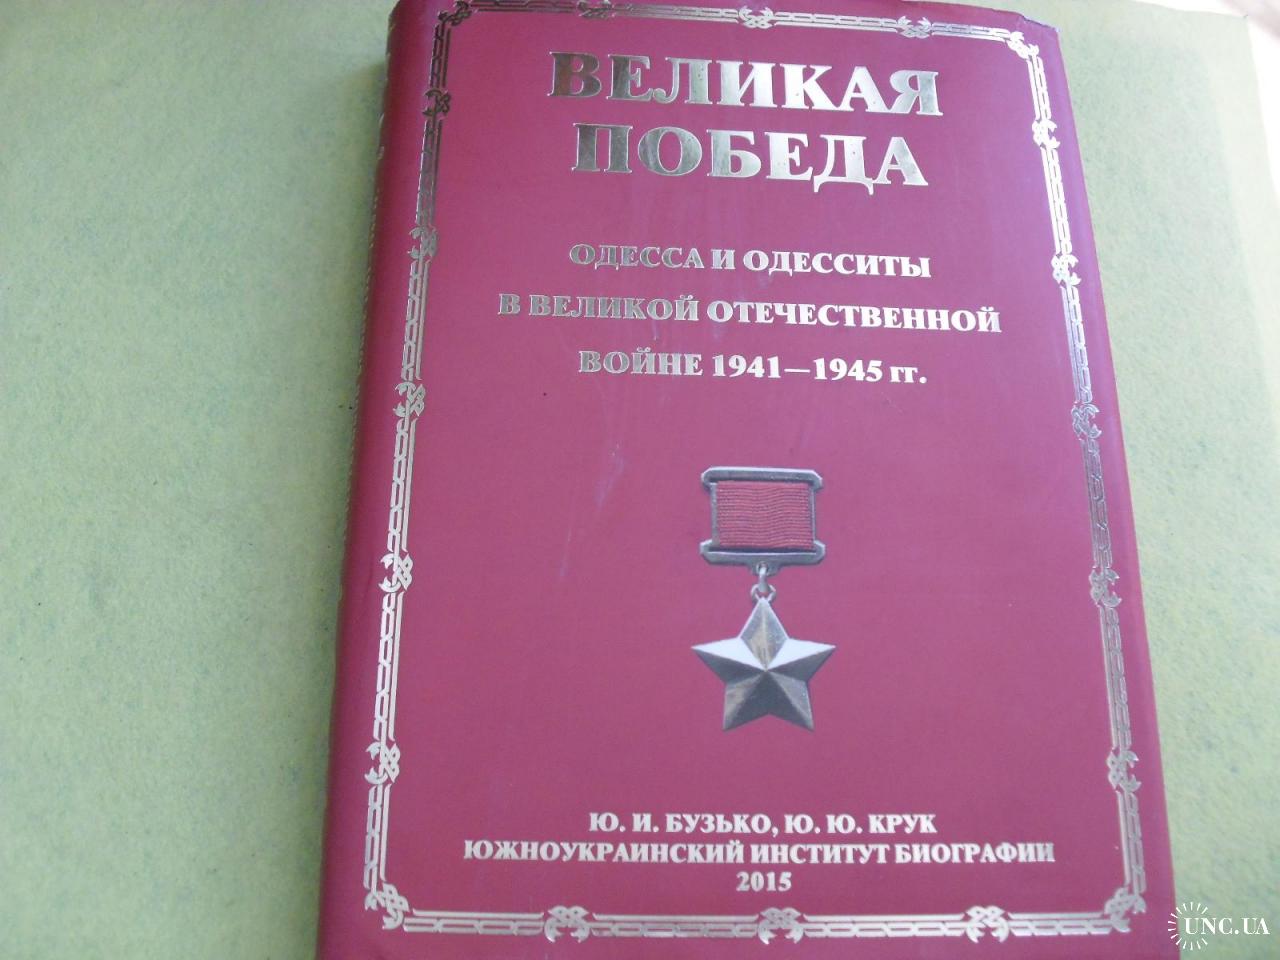 ВЕЛИКАЯ
ПОБЕДА
ОДЕССА И ОДЕССИТЫ
В ВЕЛИКОЙ ОТЕЧЕСТВЕННОЙ
ВОЙНЕ 1941—1945 гг.
Ю. И. БУЗЬКО, Ю. Ю. КРУК
ЮЖНОУКРАИНСКИЙ ИНСТИТУТ БИОГРАФИИ
2015
UNC.UA